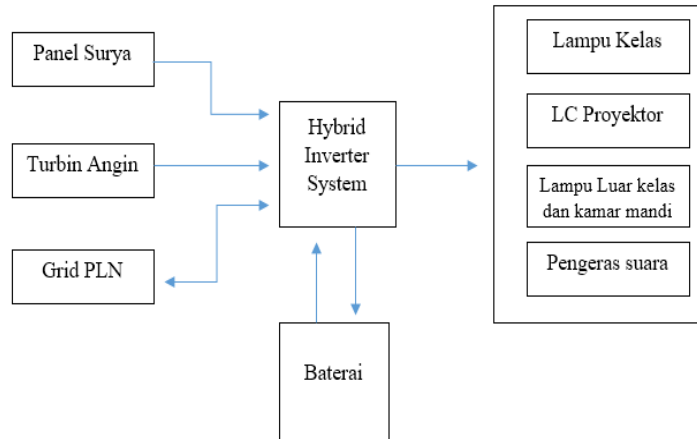 Panel Surya
Turbin Angin
Grid PLN
Hybrid
Inverter
System
Baterai
Lampu Kelas
LC Proyektor
Lampu Luar kelas
dan kamar mandi
Pengeras suara